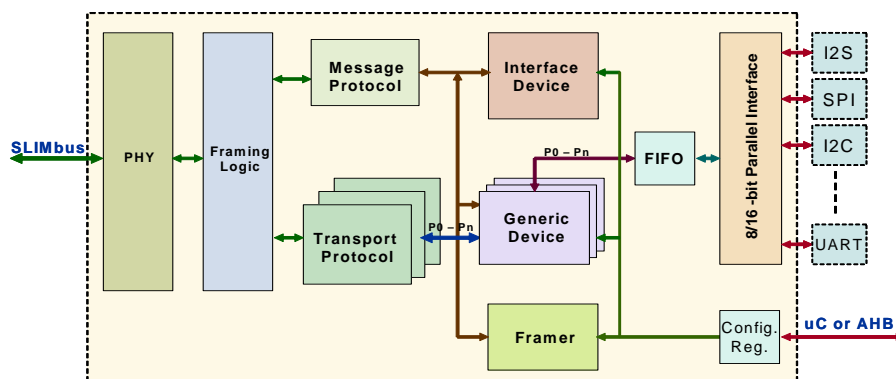 SLIMbus
PHY
Framing
Logic
Message
Protocol
Interface
Device
P0 – Pn
FIFO
8/16 -bit Parallel Interface
I2S
SPI
I2C
UART
Transport
Protocol
P0 – Pn
Generic
Device
Framer
Config.
Reg.
uC or AHB